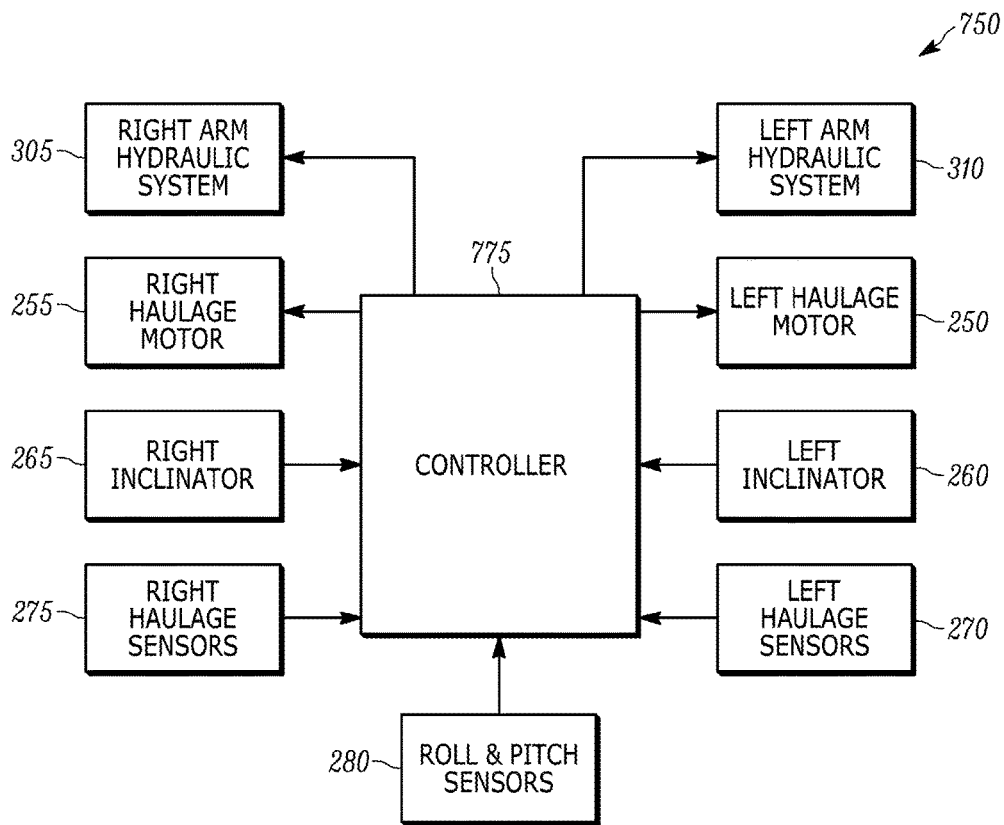 750
305
RIGHT ARM
HYDRAULIC
SYSTEM
LEFT ARM
HYDRAULIC
SYSTEM
310
775
255
RIGHT
HAULAGE
MOTOR
LEFT HAULAGE
MOTOR
250
265
RIGHT
INCLINATOR
CONTROLLER
LEFT
INCLINATOR
260
275
RIGHT
HAULAGE
SENSORS
LEFT
HAULAGE
SENSORS
270
280
ROLL & PITCH
SENSORS